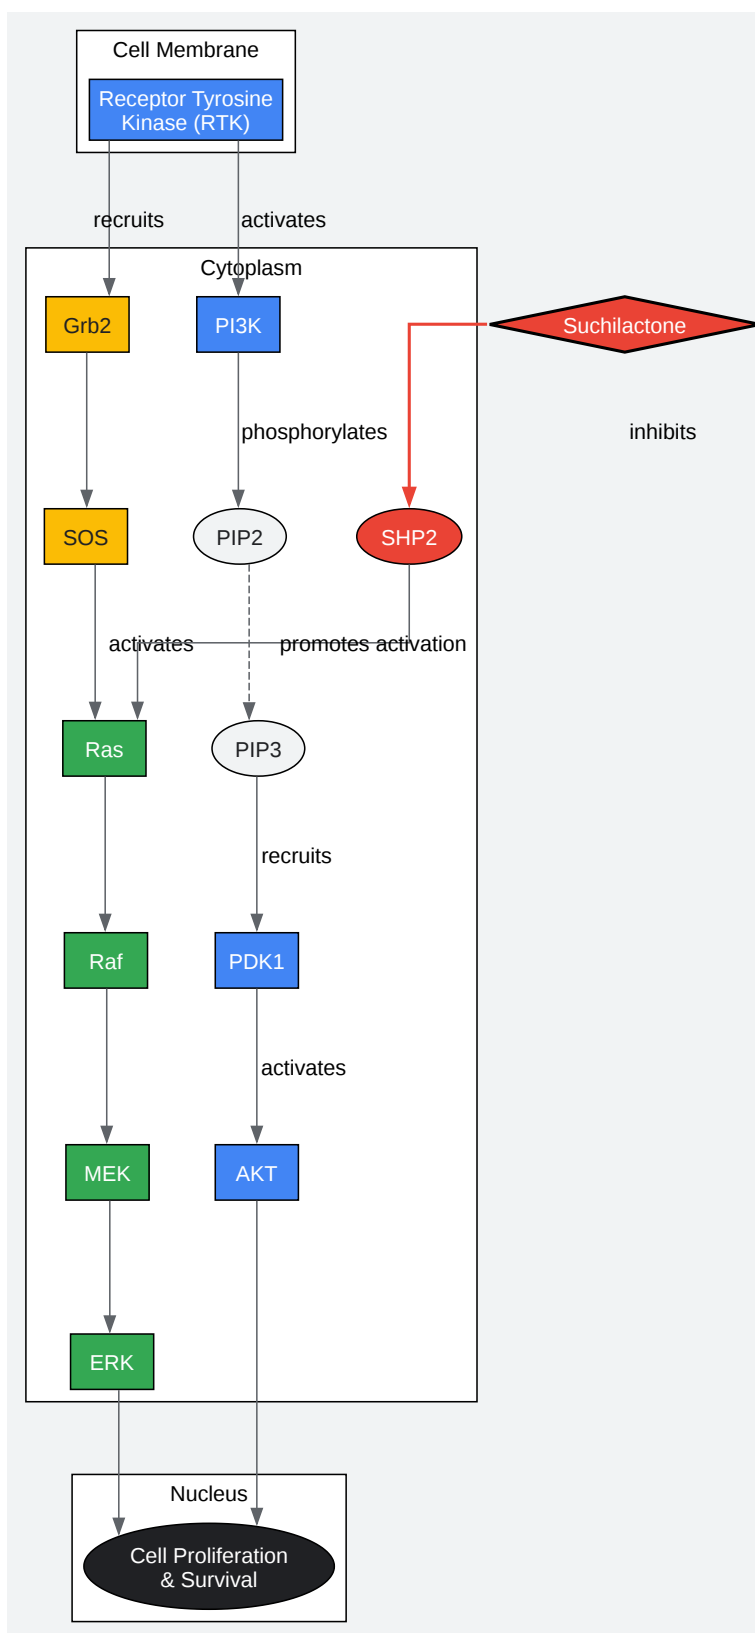 Cell Membrane
Receptor Tyrosine
Kinase (RTK)
recruits
activates
Cytoplasm
Grb2
PI3K
Suchilactone
phosphorylates
inhibits
SOS
PIP2
SHP2
activates
promotes activation
Ras
PIP3
recruits
Raf
PDK1
activates
MEK
AKT
ERK
Nucleus
Cell Proliferation
& Survival